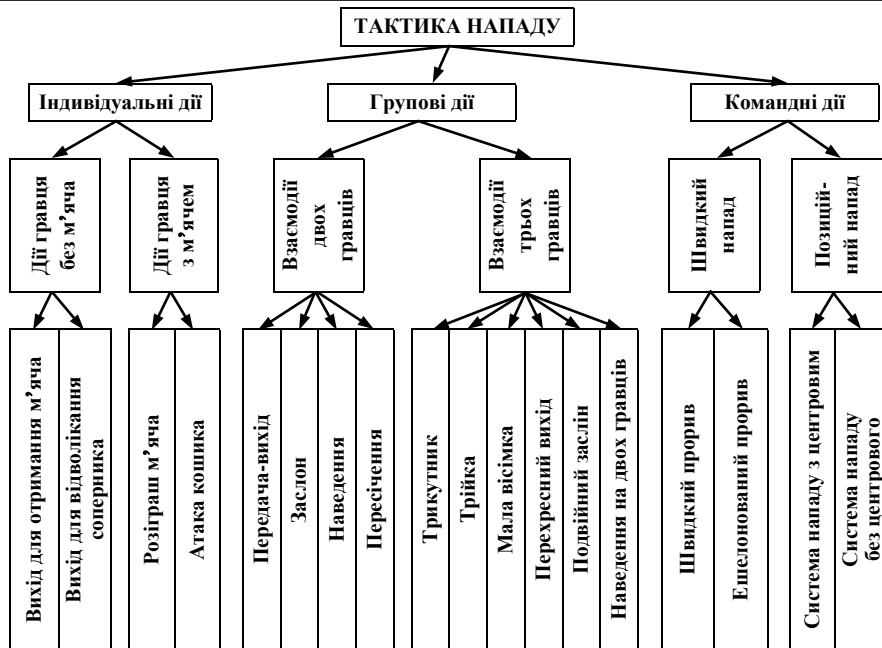 ТАКТИКА НАПАДУ
Індивідуальні дії
Групові дії
Командні дії
Дії гравця
без м’яча
Дії гравця
з м’ячем
Взаємодії
двох
гравців
Взаємодії
трьох
гравців
Швидкий
напад
Позицій-
ний напад
Вихід для отримання м’яча
Вихід для відволікання
соперника
Розіграш м’яча
Атака кошика
Передача-вихід
Заслон
Наведення
Пересічення
Трикутник
Трійка
Мала вісімка
Перехресний вихід
Подвійний заслін
Наведення на двох гравців
Швидкий прорив
Ешелонований прорив
Система нападу з центровим
Система нападу
без центрового